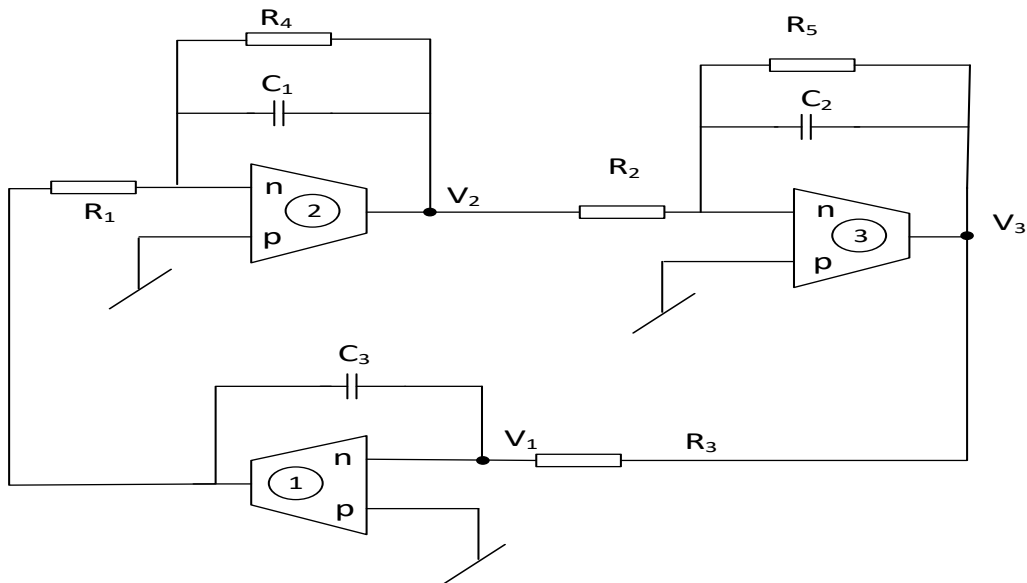 R₄
R₅
C₁
C₂
R₂
n
V₂
R₁
2
n
p
3
V₃
p
C₃
V₁
R₃
n
1
p